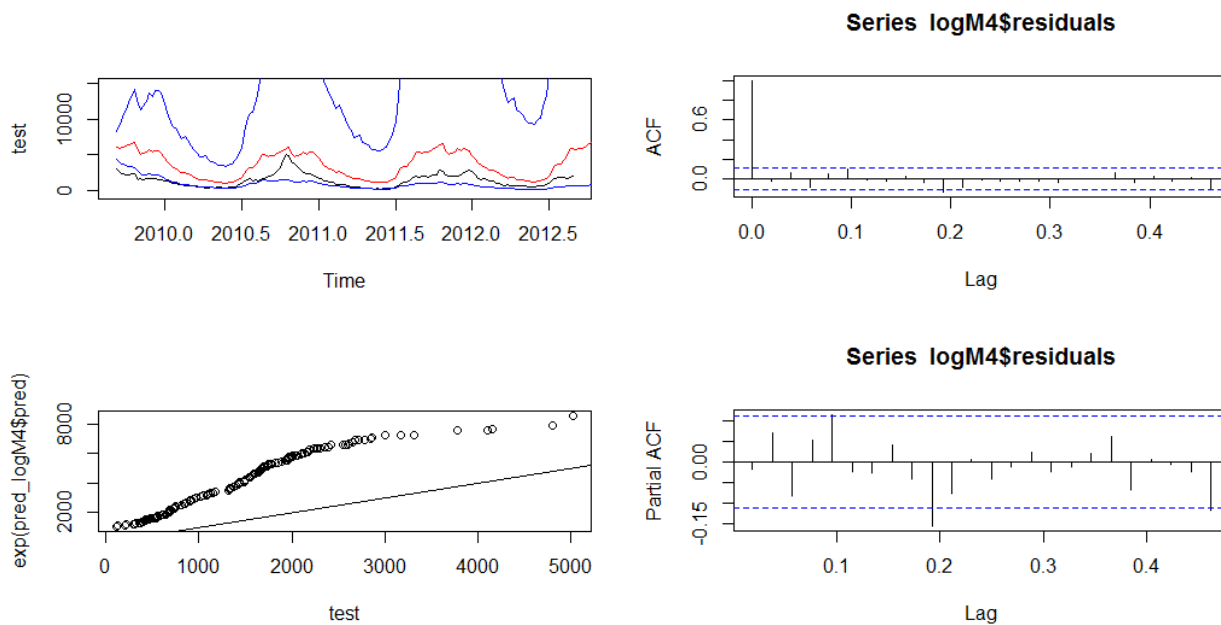 test
10000
0
2010.0 2010.5 2011.0 2011.5 2012.0 2012.5
Time
Series logM4$residuals
ACF
0.6
0.0
0.0 0.1 0.2 0.3 0.4
Lag
exp(pred_logM4$pred)
8000
2000
0 1000 2000 3000 4000 5000
test
Series logM4$residuals
Partial ACF
0.00
-0.15
0.1 0.2 0.3 0.4
Lag